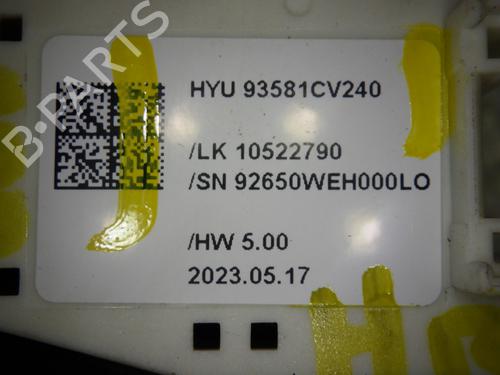 B-PARTS
HYU 93581CV240
/LK 10522790
/SN 92650WEH000LO
/HW 5.00
2023.05.17